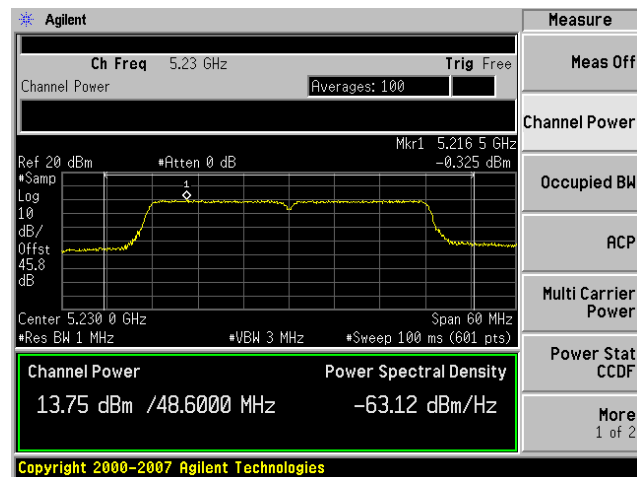 Agilent
Measure
Ch Freq 5.23 GHz Trig Free
Channel Power Averages: 100
Mkr1 5.216 5 GHz
Ref 20 dBm #Atten 0 dB -0.325 dBm
#Samp
Log
10
dB/
Offst
45.8
dB
1
Center 5.230 0 GHz Span 60 MHz
#Res BW 1 MHz #VBW 3 MHz #Sweep 100 ms (601 pts)
Channel Power Power Spectral Density
13.75 dBm /48.6000 MHz -63.12 dBm/Hz
Meas Off
Channel Power
Occupied BW
ACP
Multi Carrier
Power
Power Stat
CCDF
More
1 of 2
Copyright 2000-2007 Agilent Technologies